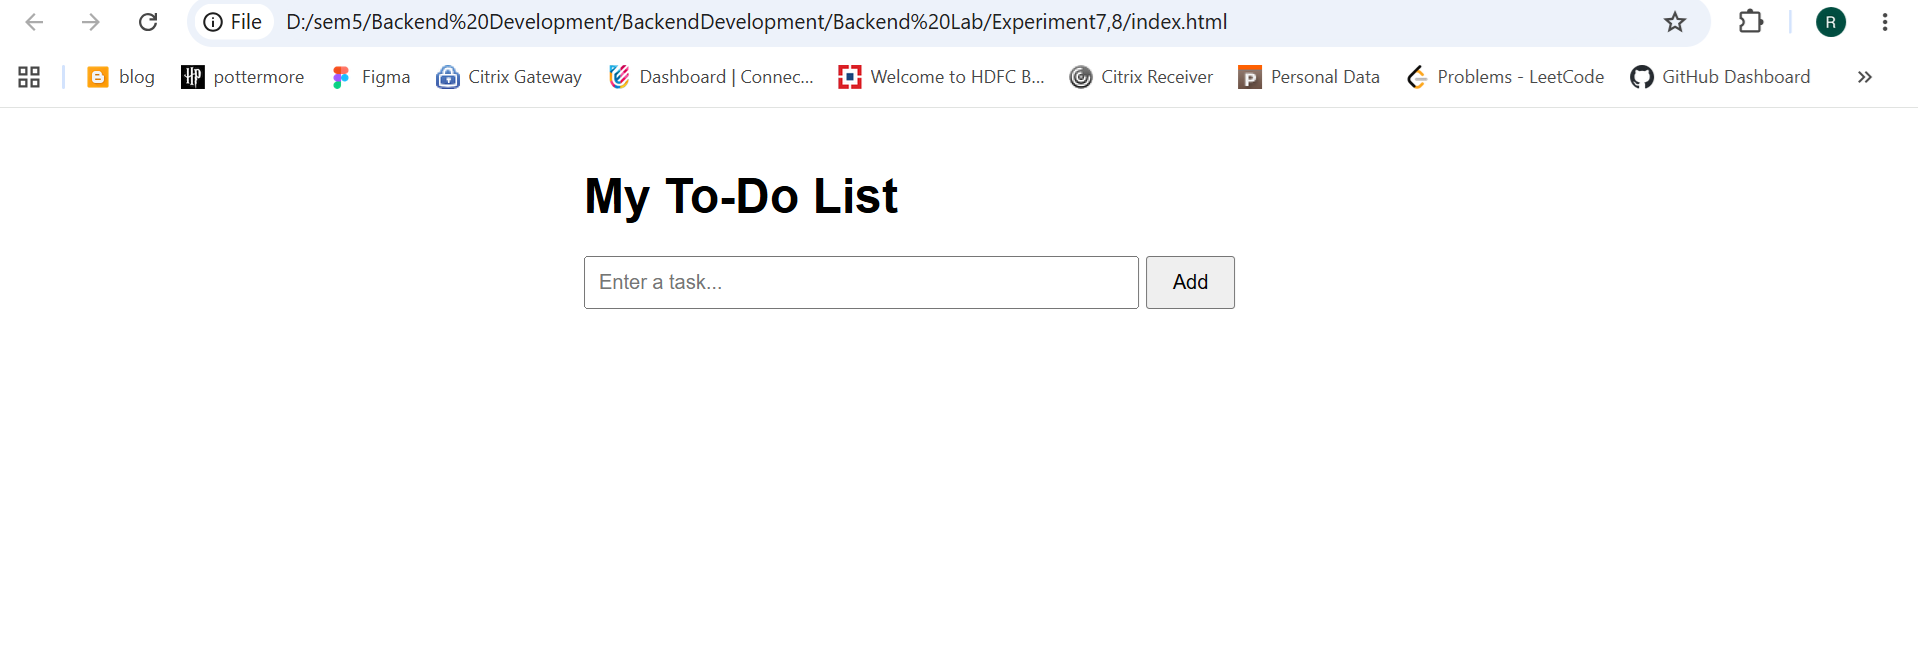 File D:/sem5/Backend%20Development/BackendDevelopment/Backend%20Lab/Experiment7,8/index.html R
blog HP pottermore Figma Citrix Gateway Dashboard | Connec... Welcome to HDFC B... Citrix Receiver P Personal Data Problems - LeetCode GitHub Dashboard
My To-Do List
Enter a task... Add